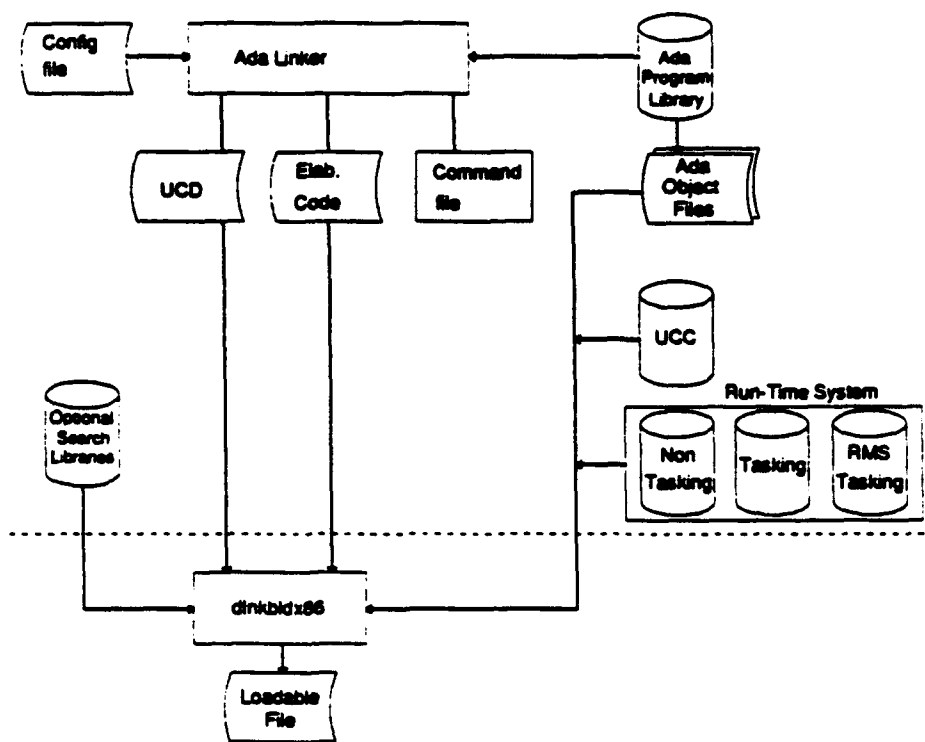 Config
file
Ada Linker
Ada
Program
Library
UCD
Elab.
Code
Command
file
Ada
Object
Files
UCC
Run-Time System
Optional
Search
Libraries
Non
Tasking
Tasking
RMS
Tasking
dlnkbldx86
Loadable
File